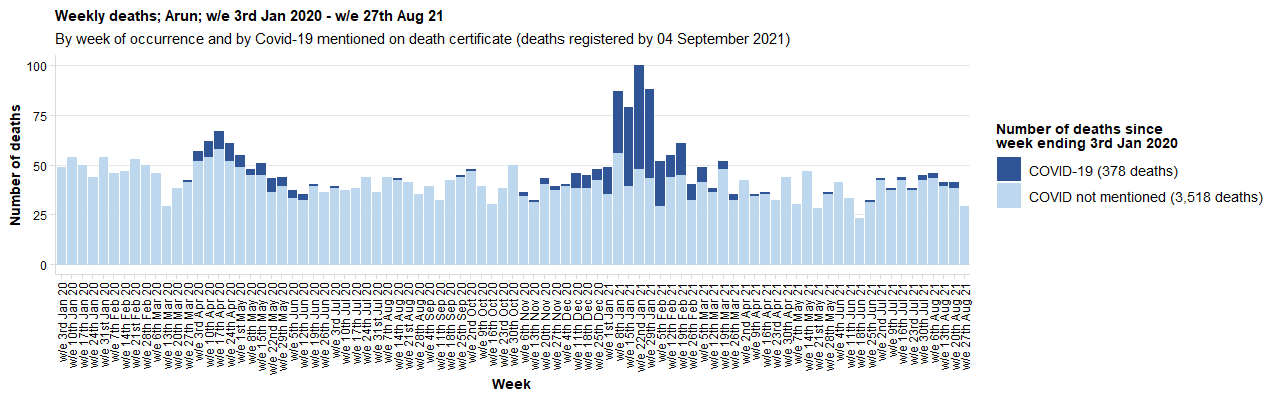 Weekly deaths; Arun; w/e 3rd Jan 2020 - w/e 27th Aug 21
By week of occurrence and by Covid-19 mentioned on death certificate (deaths registered by 04 September 2021)
Number of deaths
100
75
50
25
0
w/e 3rd Jan 20
w/e 10th Jan 20
w/e 17th Jan 20
w/e 24th Jan 20
w/e 31st Jan 20
w/e 7th Feb 20
w/e 14th Feb 20
w/e 21st Feb 20
w/e 28th Feb 20
w/e 6th Mar 20
w/e 13th Mar 20
w/e 20th Mar 20
w/e 27th Mar 20
w/e 3rd Apr 20
w/e 10th Apr 20
w/e 17th Apr 20
w/e 24th Apr 20
w/e 1st May 20
w/e 8th May 20
w/e 15th May 20
w/e 22nd May 20
w/e 29th May 20
w/e 5th Jun 20
w/e 12th Jun 20
w/e 19th Jun 20
w/e 26th Jun 20
w/e 3rd Jul 20
w/e 10th Jul 20
w/e 17th Jul 20
w/e 24th Jul 20
w/e 31st Jul 20
w/e 7th Aug 20
w/e 14th Aug 20
w/e 21st Aug 20
w/e 28th Aug 20
w/e 4th Sep 20
w/e 11th Sep 20
w/e 18th Sep 20
w/e 25th Sep 20
w/e 2nd Oct 20
w/e 9th Oct 20
w/e 16th Oct 20
w/e 23rd Oct 20
w/e 30th Oct 20
w/e 6th Nov 20
w/e 13th Nov 20
w/e 20th Nov 20
w/e 27th Nov 20
w/e 4th Dec 20
w/e 11th Dec 20
w/e 18th Dec 20
w/e 25th Dec 20
w/e 1st Jan 21
w/e 8th Jan 21
w/e 15th Jan 21
w/e 22nd Jan 21
w/e 29th Jan 21
w/e 5th Feb 21
w/e 12th Feb 21
w/e 19th Feb 21
w/e 26th Feb 21
w/e 5th Mar 21
w/e 12th Mar 21
w/e 19th Mar 21
w/e 26th Mar 21
w/e 2nd Apr 21
w/e 9th Apr 21
w/e 16th Apr 21
w/e 23rd Apr 21
w/e 30th Apr 21
w/e 7th May 21
w/e 14th May 21
w/e 21st May 21
w/e 28th May 21
w/e 4th Jun 21
w/e 11th Jun 21
w/e 18th Jun 21
w/e 25th Jun 21
w/e 2nd Jul 21
w/e 9th Jul 21
w/e 16th Jul 21
w/e 23rd Jul 21
w/e 30th Jul 21
w/e 6th Aug 21
w/e 13th Aug 21
w/e 20th Aug 21
w/e 27th Aug 21
Week
Number of deaths since
week ending 3rd Jan 2020
COVID-19 (378 deaths)
COVID not mentioned (3,518 deaths)